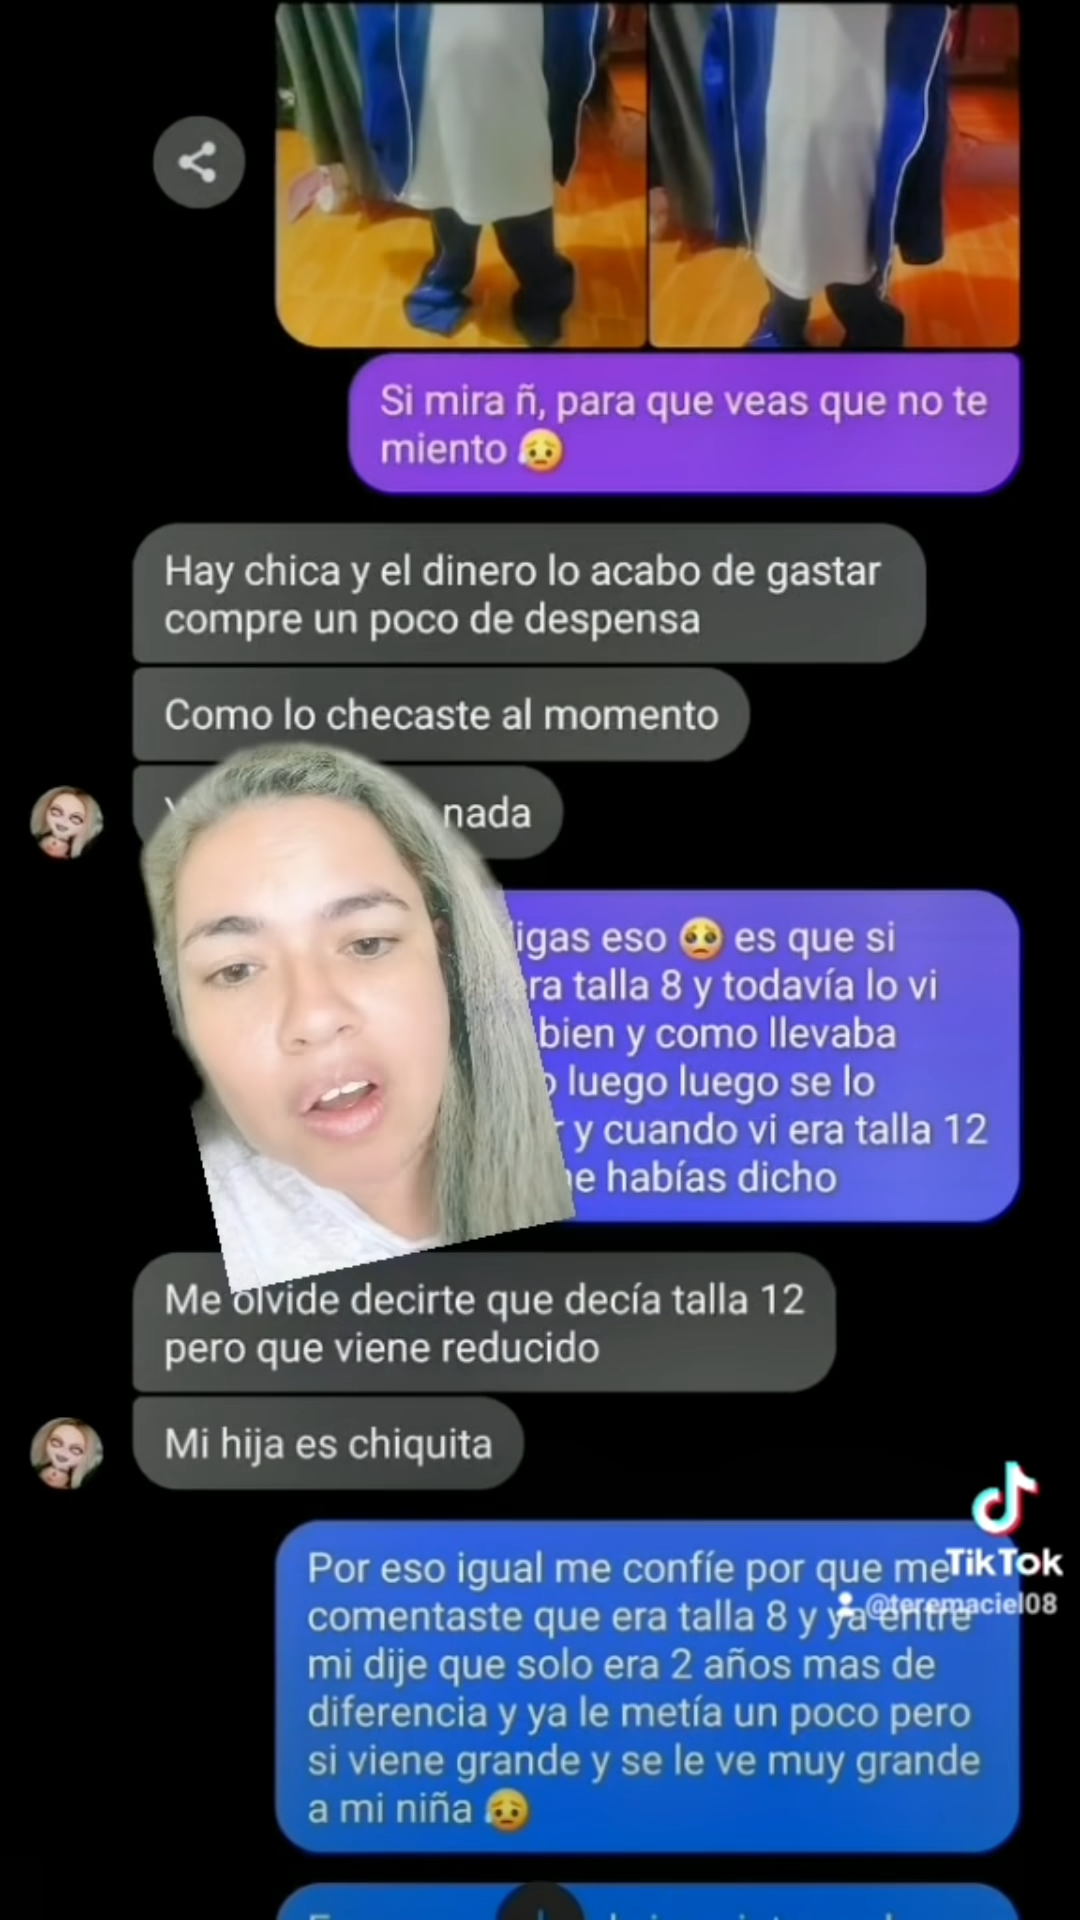 Si mira ñ, para que veas que no te
miento 😥
Hay chica y el dinero lo acabo de gastar
compre un poco de despensa
Como lo checaste al momento
nada
igas eso 🥺 es que si
ra talla 8 y todavía lo vi
bien y como llevaba
luego luego se lo
y cuando vi era talla 12
e habías dicho
Me olvide decirte que decía talla 12
pero que viene reducido
Mi hija es chiquita
Por eso igual me confíe por que me
comentaste que era talla 8 y ya entre
mi dije que solo era 2 años mas de
diferencia y ya le metía un poco pero
si viene grande y se le ve muy grande
a mi niña 😥
TikTok
@teremaciel08